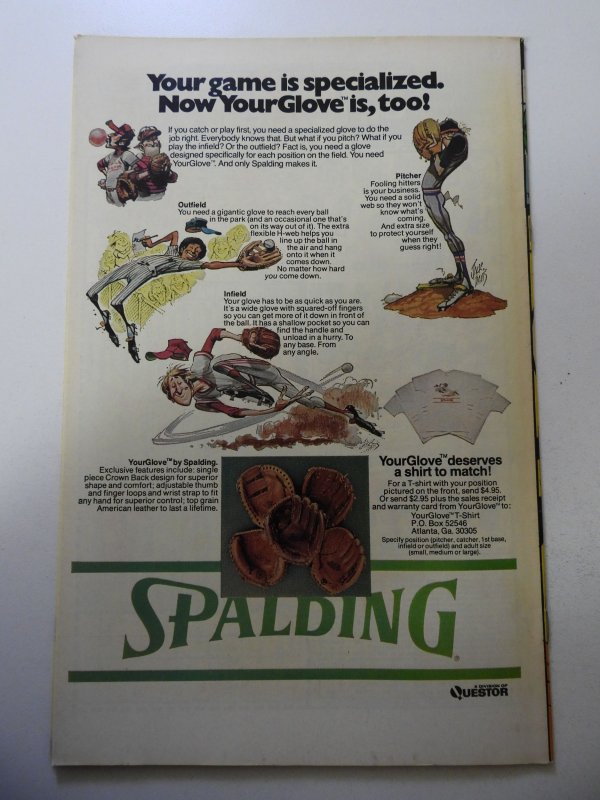 Your game is specialized.
Now YourGlove™ is, too!
If you catch or play first, you need a specialized glove to do the
job right. Everybody knows that. But what if you pitch? What if you
play the infield? Or the outfield? Fact is, you need a glove
designed specifically for each position on the field. You need
YourGlove™. And only Spalding makes it.
Pitcher
Fooling hitters
is your business.
You need a solid
web so they won't
know what's
coming.
And extra size
to protect yourself
when they
guess right!
Outfield
You need a gigantic glove to reach every ball
in the park (and an occasional one that's
on its way out of it). The extra
flexible H-web helps you
line up the ball in
the air and hang
onto it when it
comes down.
No matter how hard
you come down.
Infield
Your glove has to be as quick as you are.
It's a wide glove with squared-off fingers
so you can get more of it down in front of
the ball. It has a shallow pocket so you can
find the handle and
unload in a hurry. To
any base. From
any angle.
YourGlove™ by Spalding.
Exclusive features include: single
piece Crown Back design for superior
shape and comfort; adjustable thumb
and finger loops and wrist strap to fit
any hand for superior control; top grain
American leather to last a lifetime.
YourGlove™ deserves
a shirt to match!
For a T-shirt with your position
pictured on the front, send $4.95.
Or send $2.95 plus the sales receipt
and warranty card from YourGlove™ to:
YourGlove™ T-Shirt
P.O. Box 52546
Atlanta, Ga. 30305
Specify position (pitcher, catcher, 1st base,
infield or outfield) and adult size
(small, medium or large).
SPALDING®
A DIVISION OF
QUESTOR